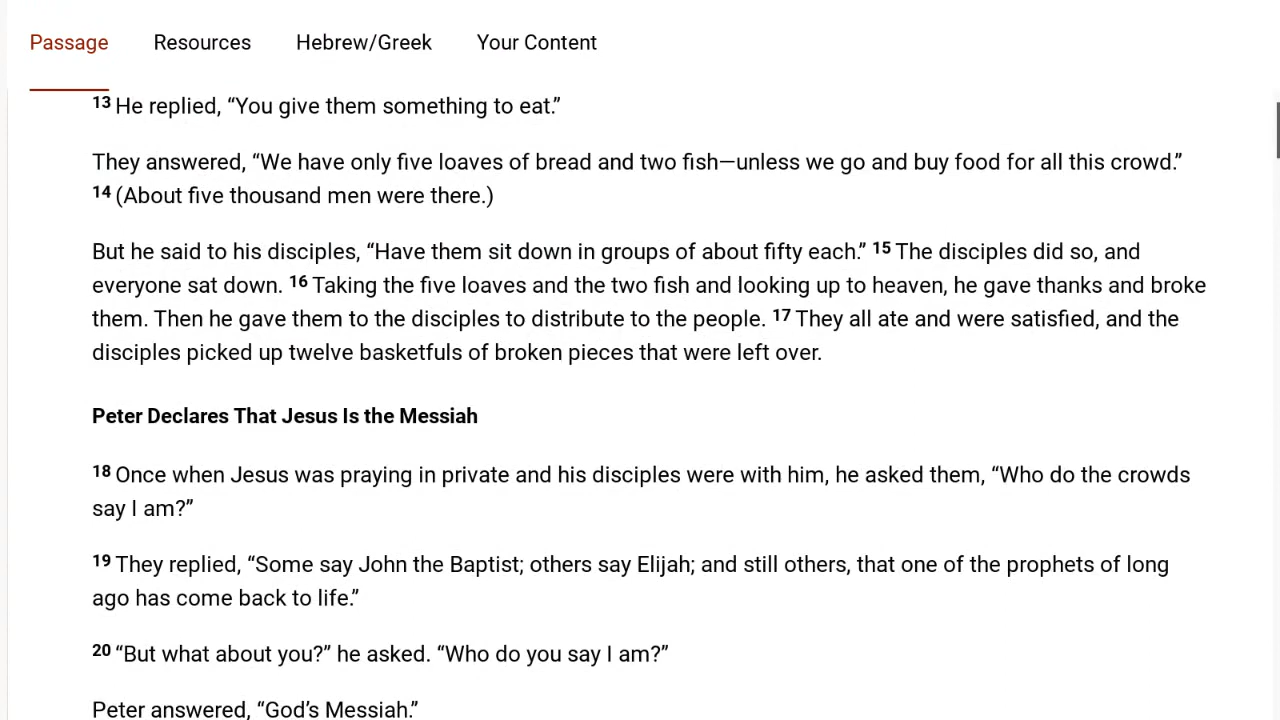 Passage Resources Hebrew/Greek Your Content
13 He replied, “You give them something to eat.”
They answered, “We have only five loaves of bread and two fish—unless we go and buy food for all this crowd.”
14 (About five thousand men were there.)
But he said to his disciples, “Have them sit down in groups of about fifty each.” 15 The disciples did so, and
everyone sat down. 16 Taking the five loaves and the two fish and looking up to heaven, he gave thanks and broke
them. Then he gave them to the disciples to distribute to the people. 17 They all ate and were satisfied, and the
disciples picked up twelve basketfuls of broken pieces that were left over.
Peter Declares That Jesus Is the Messiah
18 Once when Jesus was praying in private and his disciples were with him, he asked them, “Who do the crowds
say I am?”
19 They replied, “Some say John the Baptist; others say Elijah; and still others, that one of the prophets of long
ago has come back to life.”
20 “But what about you?” he asked. “Who do you say I am?”
Peter answered, “God’s Messiah.”